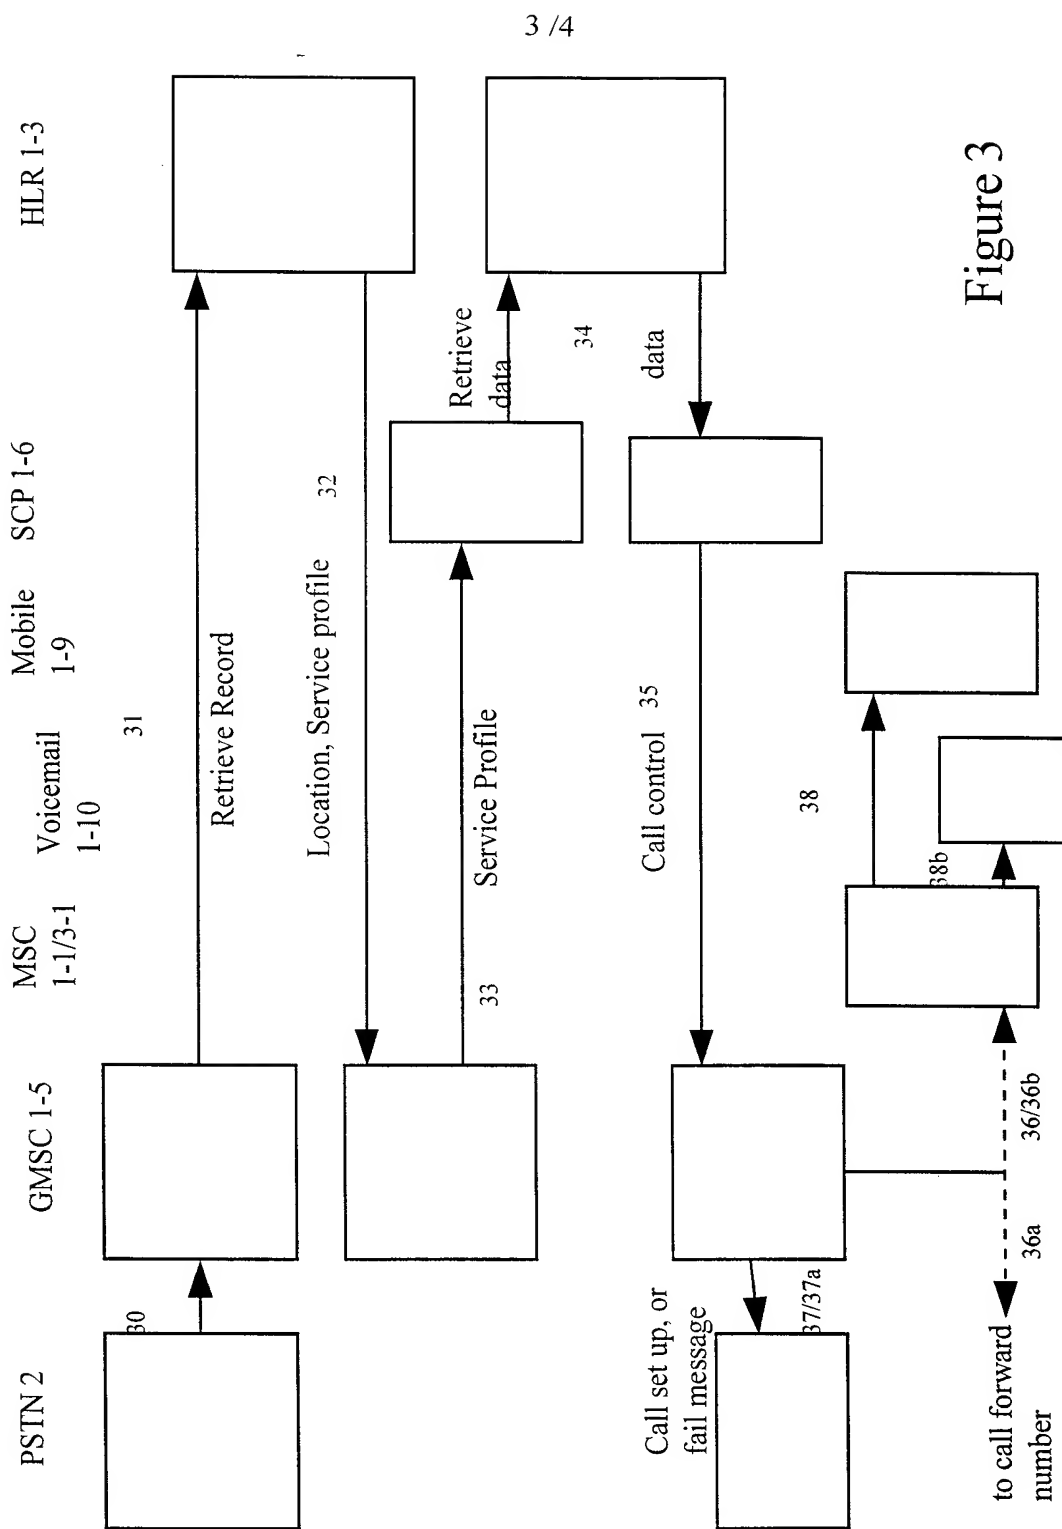 3 /4
PSTN 2
GMSC 1-5
MSC
1-1/3-1
Voicemail
1-10
Mobile
1-9
SCP 1-6
HLR 1-3
30
31
Retrieve Record
32
Location, Service profile
33
Service Profile
Retrieve
data
34
data
35
Call control
Call set up, or
fail message
37/37a
36a
36/36b
to call forward
number
38
38b
Figure 3